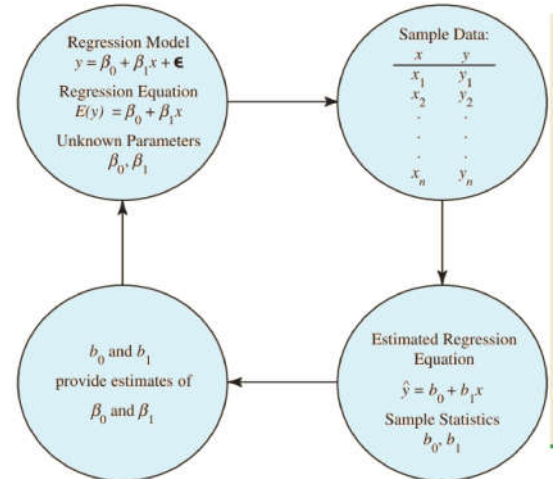 Regression Model
y = β₀ + β₁x + ϵ
Regression Equation
E(y) = β₀ + β₁x
Unknown Parameters
β₀, β₁
Sample Data:
x y
x₁ y₁
x₂ y₂
. .
. .
. .
xₙ yₙ
Estimated Regression
Equation
ŷ = b₀ + b₁x
Sample Statistics
b₀, b₁
b₀ and b₁
provide estimates of
β₀ and β₁